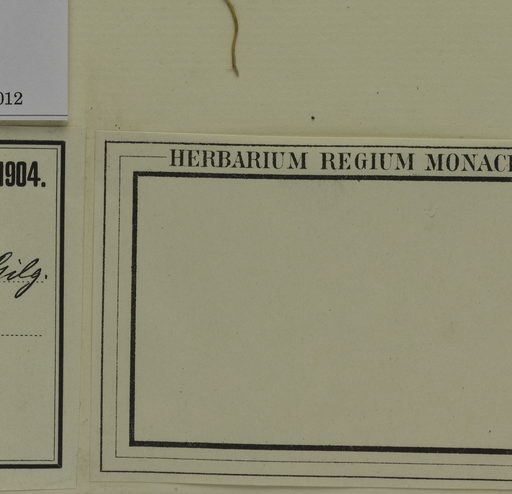 012
1904.
Gilg.
HERBARIUM REGIUM MONAC